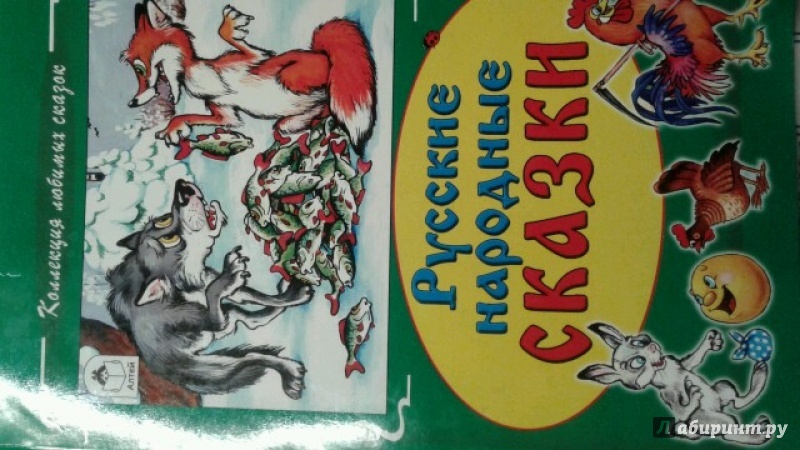 Коллекция любимых сказок
Алтей
Русские
народные
СКАЗКИ
Лабиринт.ру